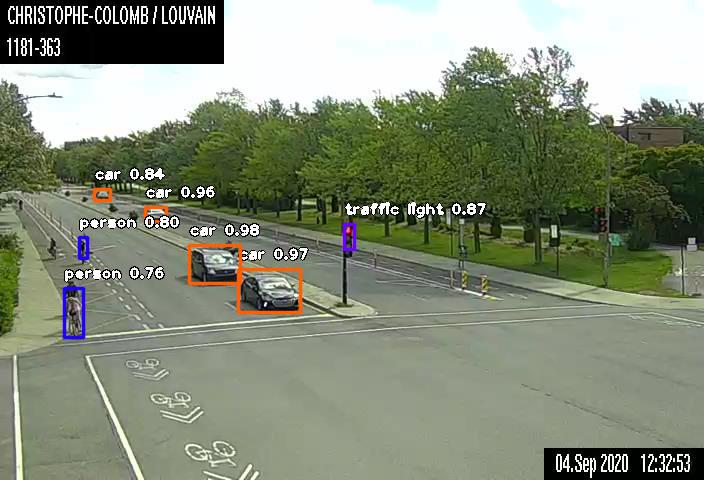 CHRISTOPHE-COLOMB / LOUVAIN
1181-363
car 0.84
car 0.96
person 0.80
traffic light 0.87
car 0.98
car 0.97
person 0.76
04.Sep 2020 12:32:53